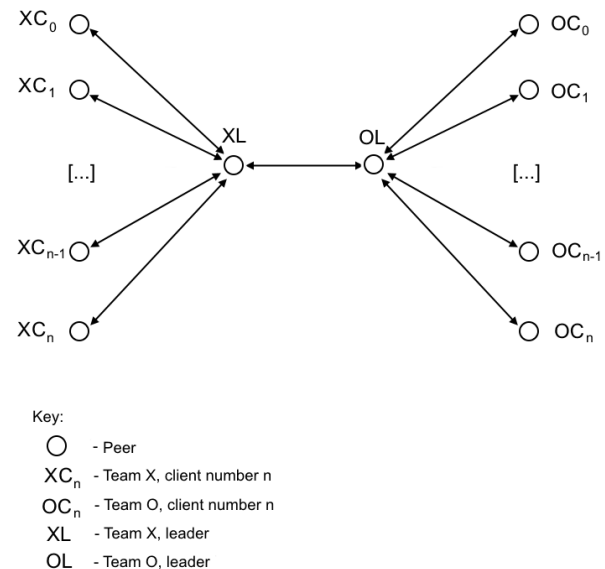 XC0 OC0
XC1 OC1
XL OL
[...] [...]
XCn-1 OCn-1
XCn OCn
Key:
- Peer
XCn - Team X, client number n
OCn - Team O, client number n
XL - Team X, leader
OL - Team O, leader